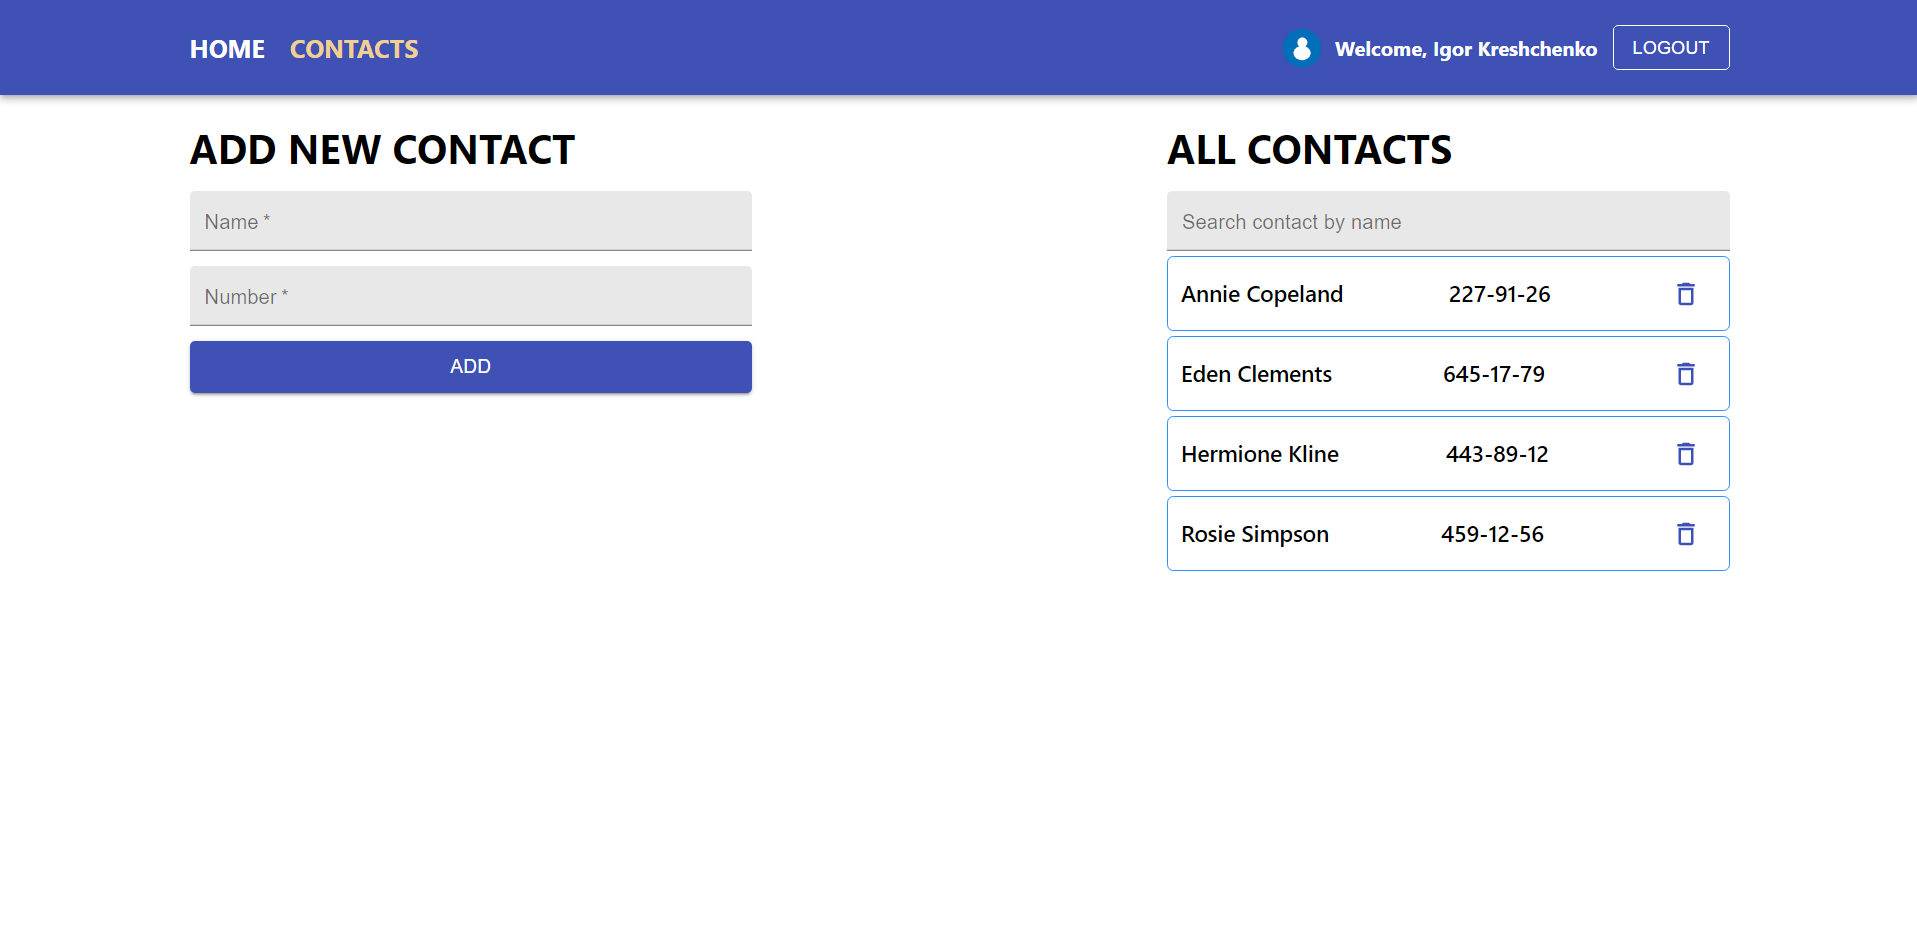 HOME CONTACTS Welcome, Igor Kreshchenko LOGOUT
ADD NEW CONTACT
Name *
Number *
ADD
ALL CONTACTS
Search contact by name
Annie Copeland 227-91-26
Eden Clements 645-17-79
Hermione Kline 443-89-12
Rosie Simpson 459-12-56